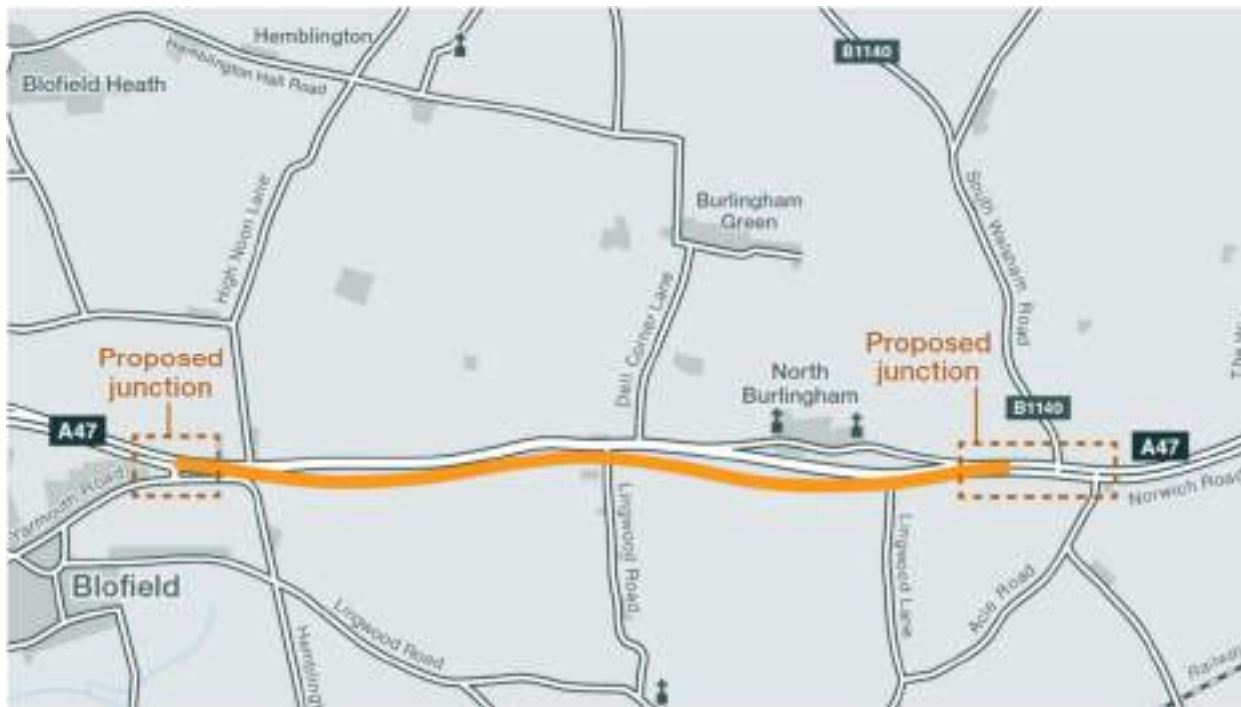 Hemblington
B1140
Blofield Heath
Hemblington Hall Road
Burlingham
Green
High Noon Lane
South Walsham Road
Dell Corner Lane
Proposed
junction
North
Burlingham
Proposed
junction
B1140
A47
A47
Yarmouth Road
Norwich Road
Blofield
Lingwood Road
Lingwood Road
Lingwood Lane
Acle Road
Hemblingt
Railway